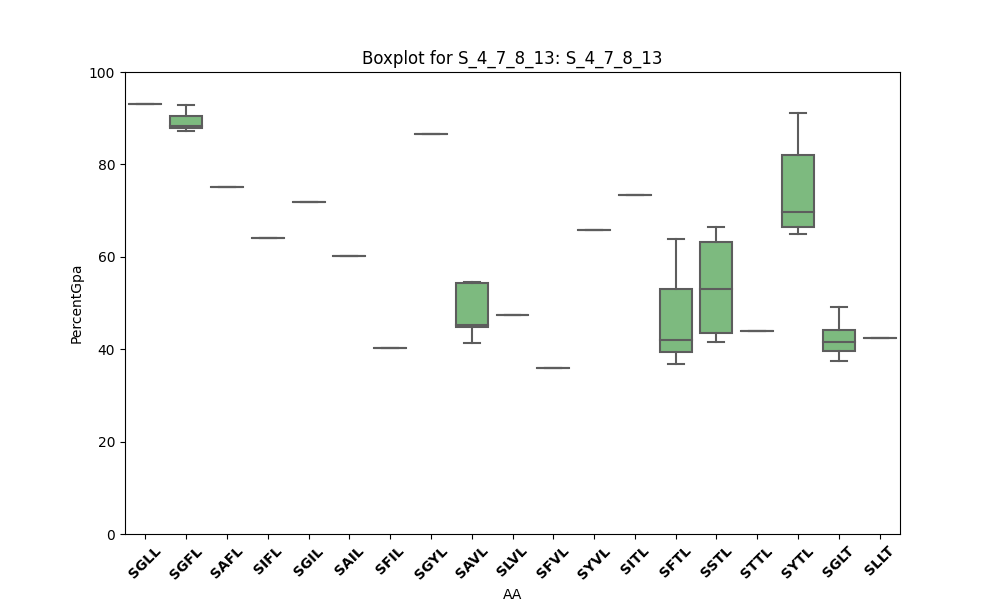 Boxplot for S_4_7_8_13: S_4_7_8_13
100
80
60
40
20
0
PercentGpa
SGLL SGFL SAFL SIFL SGIL SAIL SFIL SGYL SAVL SLVL SFVL SYVL SITL SFTL SSTL STTL SYTL SGLT SLLT
AA